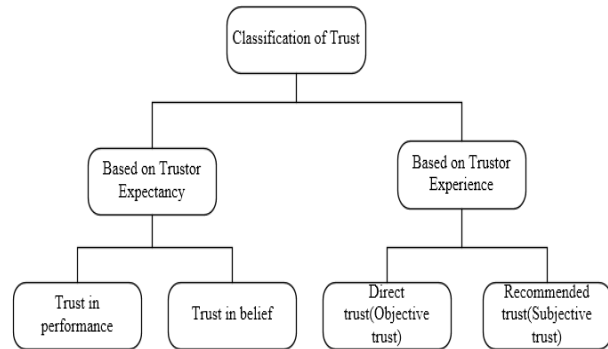 Classification of Trust
Based on Trustor
Expectancy
Based on Trustor
Experience
Trust in
performance
Trust in belief
Direct
trust(Objective
trust)
Recommended
trust(Subjective
trust)